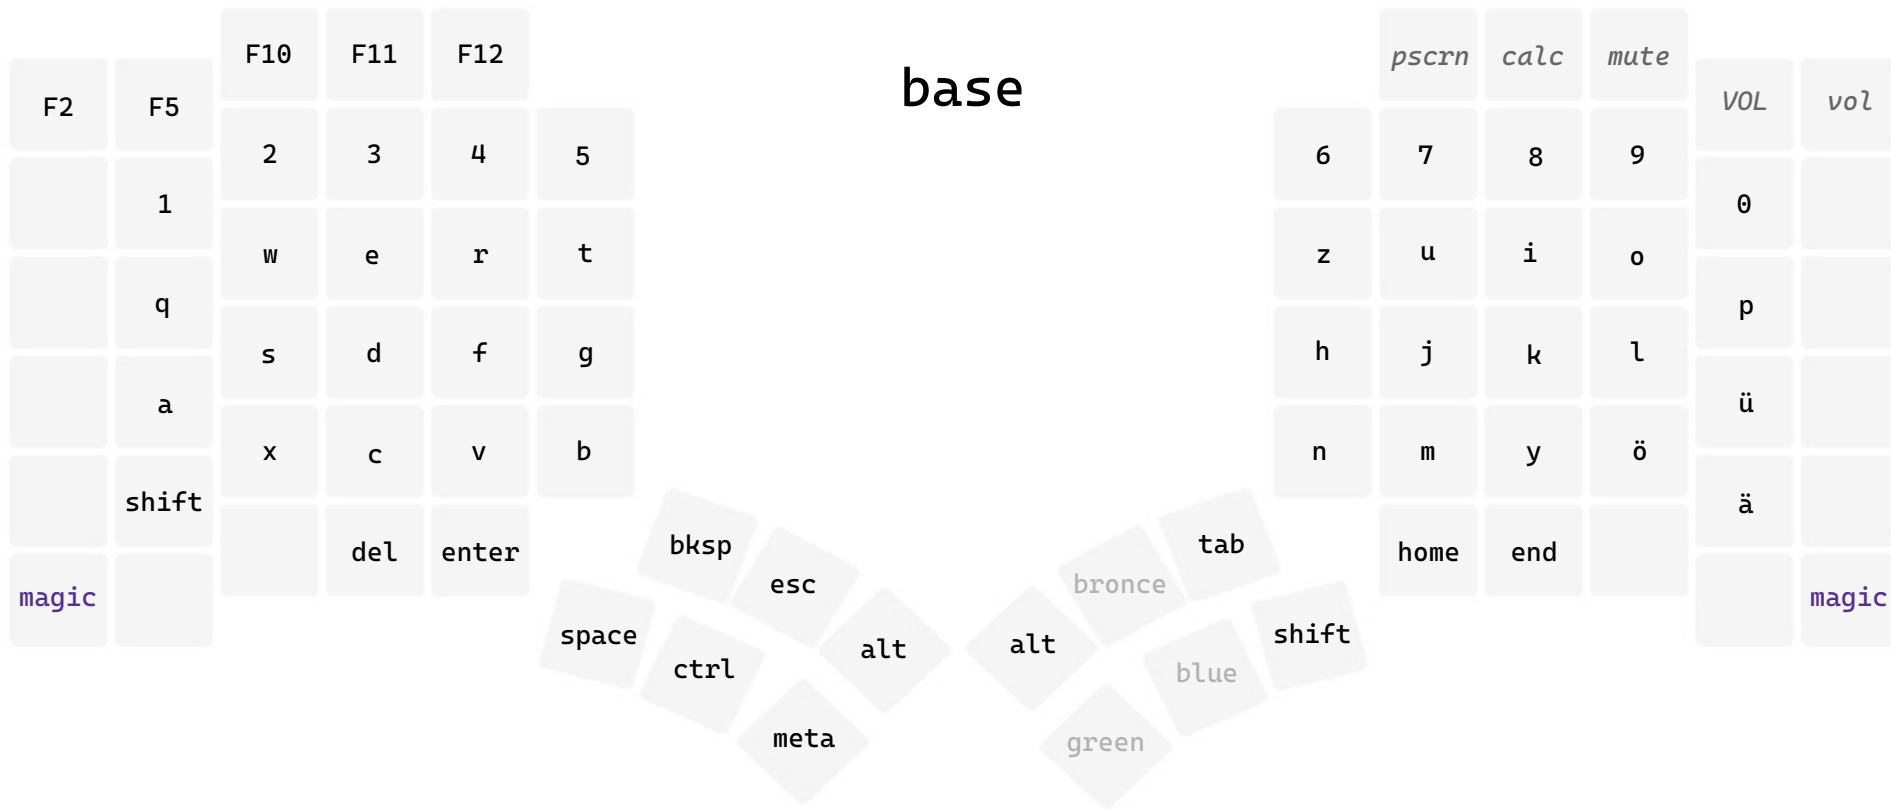 base
F10 F11 F12
F2 F5
2 3 4 5
1
w e r t
q
s d f g
a
x c v b
shift
del enter
magic
bksp
esc
alt
space
ctrl
meta
pscrn calc mute
VOL vol
6 7 8 9
0
z u i o
p
h j k l
ü
n m y ö
ä
home end
magic
tab
bronce
alt
shift
blue
green